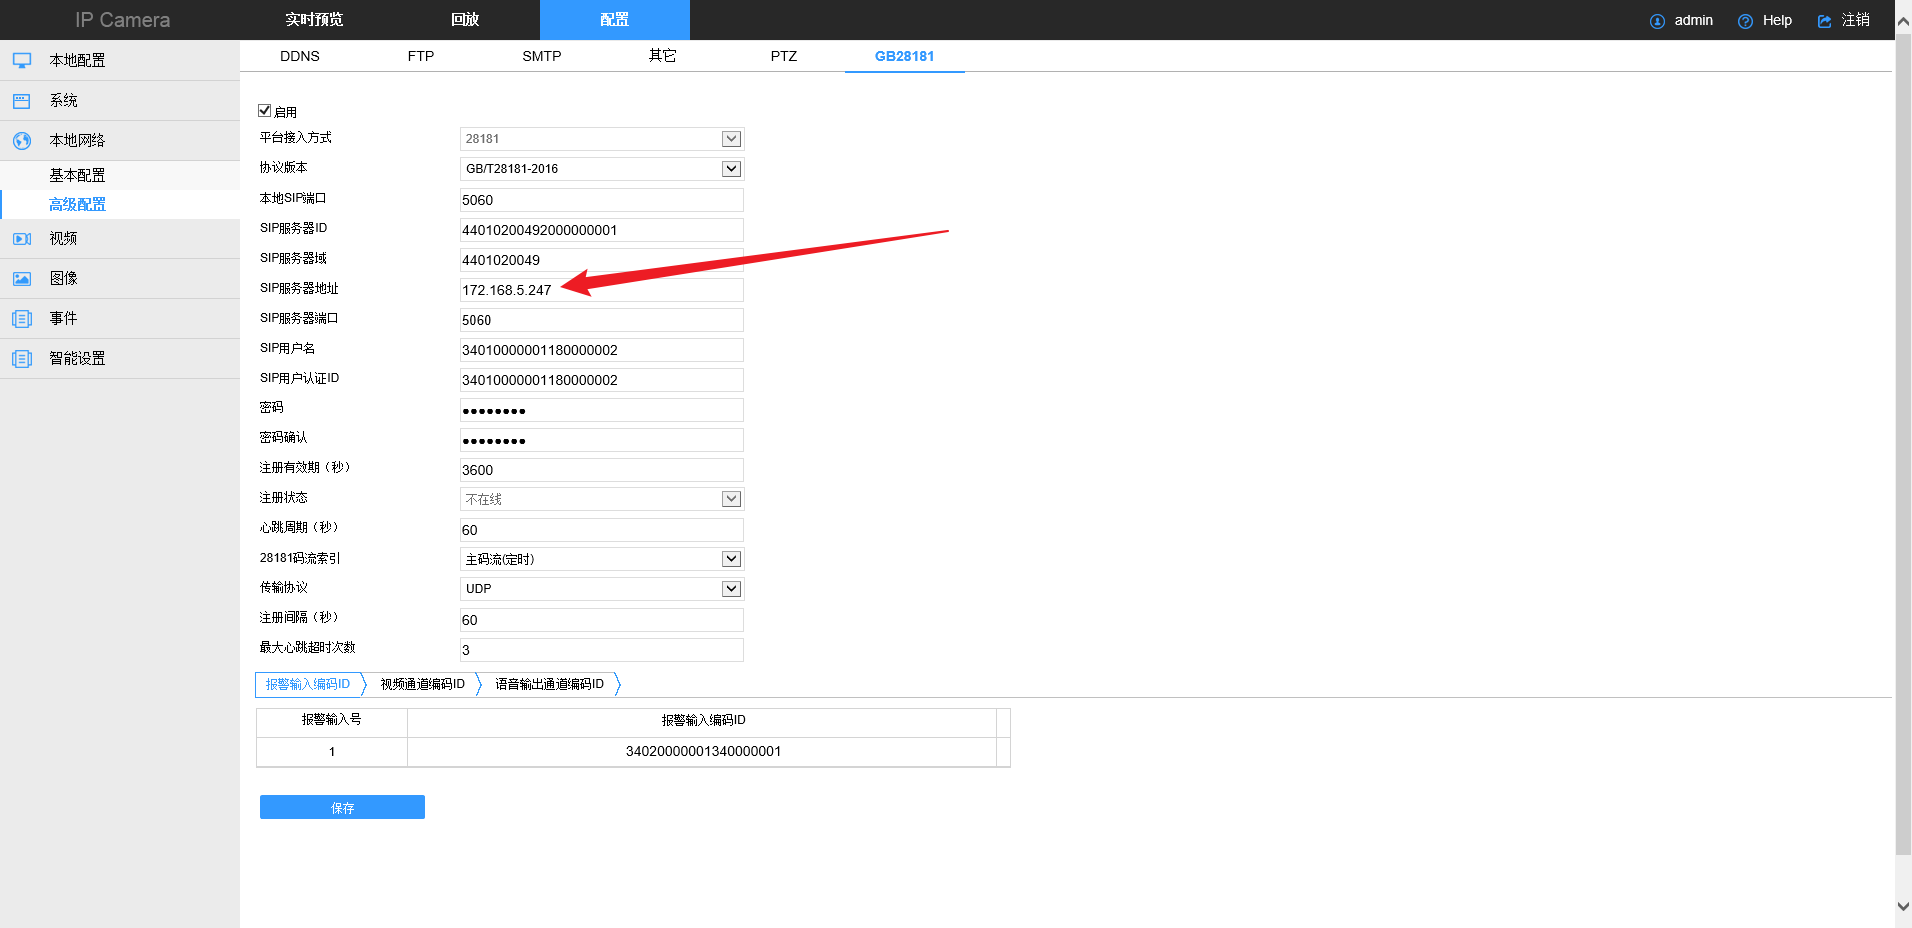 IP Camera 实时预览 回放 配置 admin Help 注销
本地配置
系统
本地网络
基本配置
高级配置
视频
图像
事件
智能设置
DDNS FTP SMTP 其它 PTZ GB28181
启用
平台接入方式 28181
协议版本 GB/T28181-2016
本地SIP端口 5060
SIP服务器ID 44010200492000000001
SIP服务器域 4401020049
SIP服务器地址 172.168.5.247
SIP服务器端口 5060
SIP用户名 34010000001180000002
SIP用户认证ID 34010000001180000002
密码 ●●●●●●●●
密码确认 ●●●●●●●●
注册有效期（秒） 3600
注册状态 不在线
心跳周期（秒） 60
28181码流索引 主码流(定时)
传输协议 UDP
注册间隔（秒） 60
最大心跳超时次数 3
报警输入编码ID 视频通道编码ID 语音输出通道编码ID
报警输入号 报警输入编码ID
1 34020000001340000001
保存